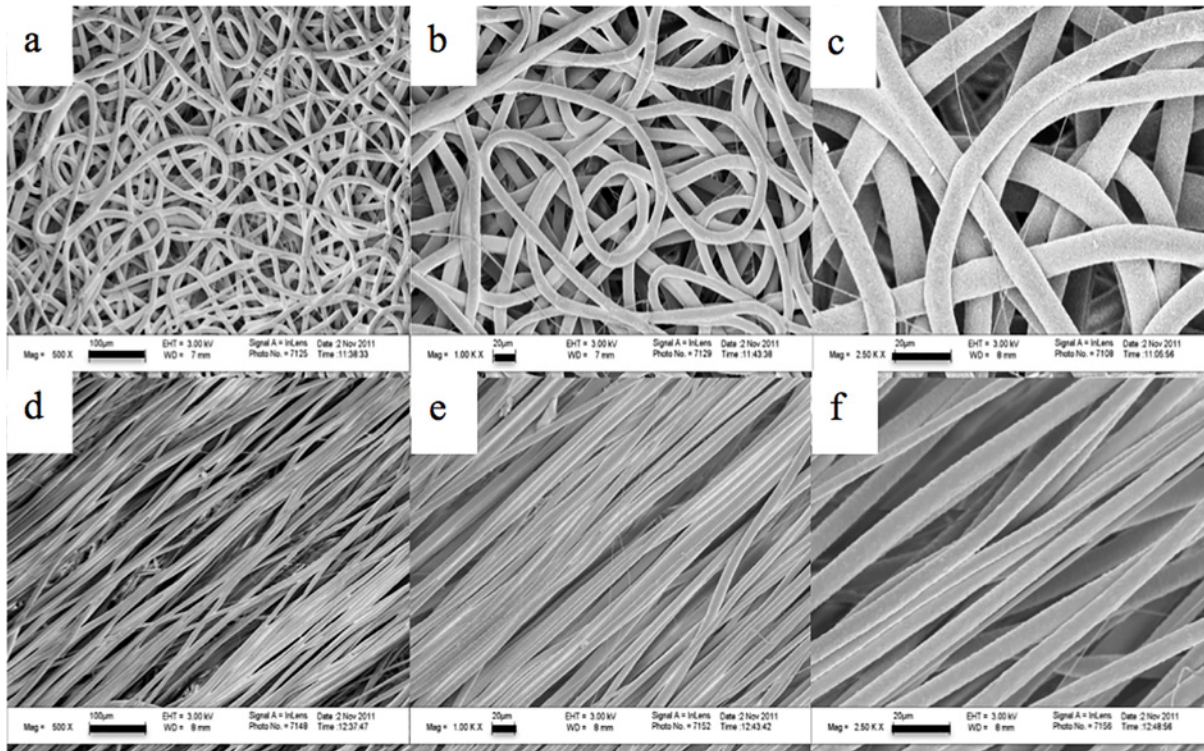 a
b
c
Mag = 500 X
100µm
EHT = 3.00 kV
WD = 7 mm
Signal A = InLens
Photo No. = 7125
Date :2 Nov 2011
Time :11:38:33
Mag = 1.00 K X
20µm
EHT = 3.00 kV
WD = 7 mm
Signal A = InLens
Photo No. = 7129
Date :2 Nov 2011
Time :11:43:38
Mag = 2.50 K X
20µm
EHT = 3.00 kV
WD = 8 mm
Signal A = InLens
Photo No. = 7108
Date :2 Nov 2011
Time :11:05:56
d
e
f
Mag = 500 X
100µm
EHT = 3.00 kV
WD = 8 mm
Signal A = InLens
Photo No. = 7148
Date :2 Nov 2011
Time :12:37:47
Mag = 1.00 K X
20µm
EHT = 3.00 kV
WD = 8 mm
Signal A = InLens
Photo No. = 7152
Date :2 Nov 2011
Time :12:43:42
Mag = 2.50 K X
20µm
EHT = 3.00 kV
WD = 8 mm
Signal A = InLens
Photo No. = 7156
Date :2 Nov 2011
Time :12:48:56